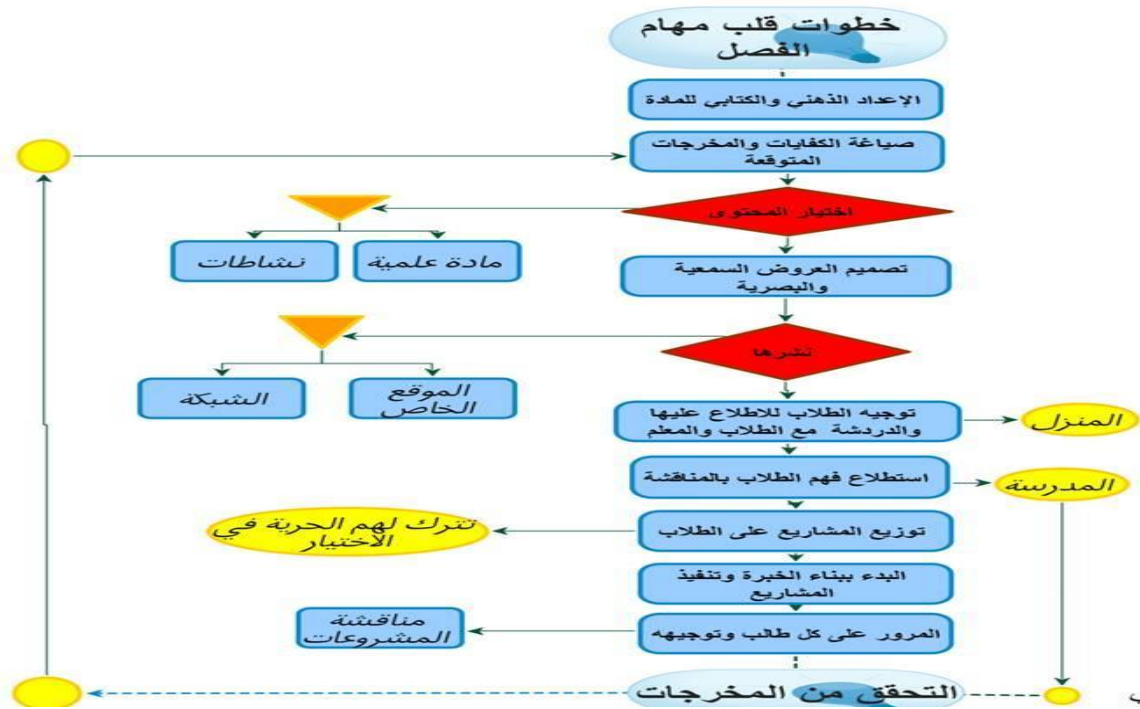 خطوات قلب مهام
الفصل
الإعداد الذهني والكتابي للمادة
صياغة الكفايات والمخرجات
المتوقعة
اختيار المحتوى
مادة علمية
نشاطات
تصميم العروض السمعية
والبصرية
نشرها
الموقع
الخاص
الشبكة
توجيه الطلاب للاطلاع عليها
والدردشة مع الطلاب والمعلم
المنزل
استطلاع فهم الطلاب بالمناقشة
المدرسة
توزيع المشاريع على الطلاب
تترك لهم الحرية في
الاختيار
البدء ببناء الخبرة وتنفيذ
المشاريع
المرور على كل طالب وتوجيهه
مناقشة
المشروعات
التحقق من المخرجات